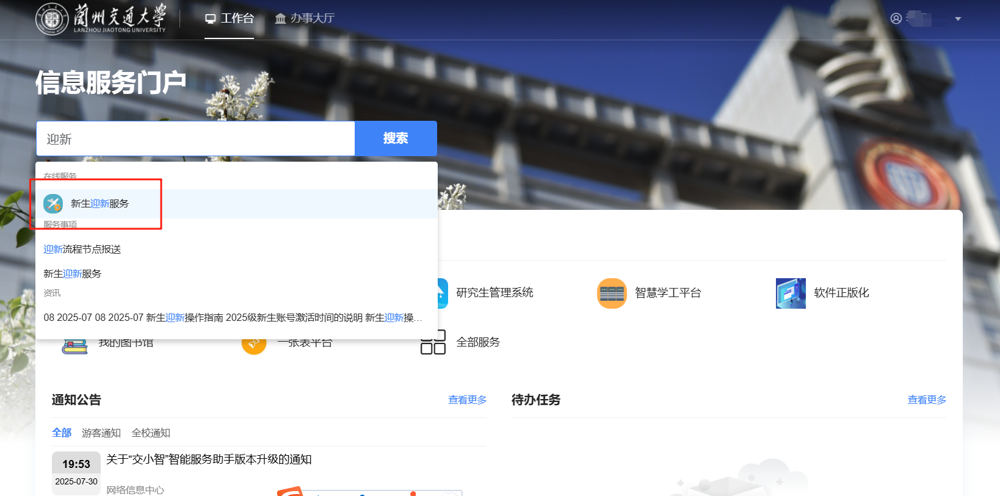 蘭州交通大学
LANZHOU JIAOTONG UNIVERSITY
工作台
办事大厅
信息服务门户
迎新
搜索
在线服务
新生迎新服务
服务事项
迎新流程节点报送
新生迎新服务
资讯
08 2025-07 08 2025-07 新生迎新操作指南 2025级新生账号激活时间的说明 新生迎新操...
研究生管理系统
智慧学工平台
软件正版化
我的图书馆
一张表平台
全部服务
通知公告
查看更多
待办任务
查看更多
全部
游客通知
全校通知
19:53
2025-07-30
关于“交小智”智能服务助手版本升级的通知
网络信息中心